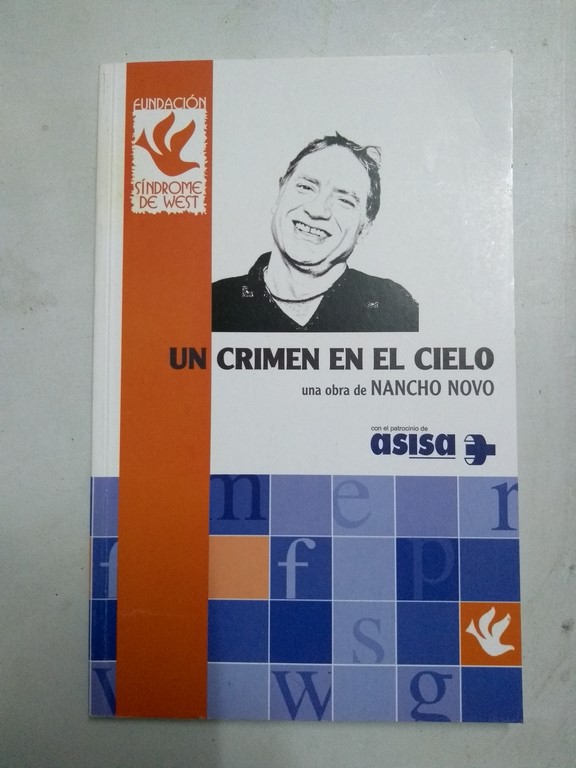 FUNDACIÓN
SÍNDROME
DE WEST
UN CRIMEN EN EL CIELO
una obra de NANCHO NOVO
con el patrocinio de
asisa
m e r
f f p
s
w w g